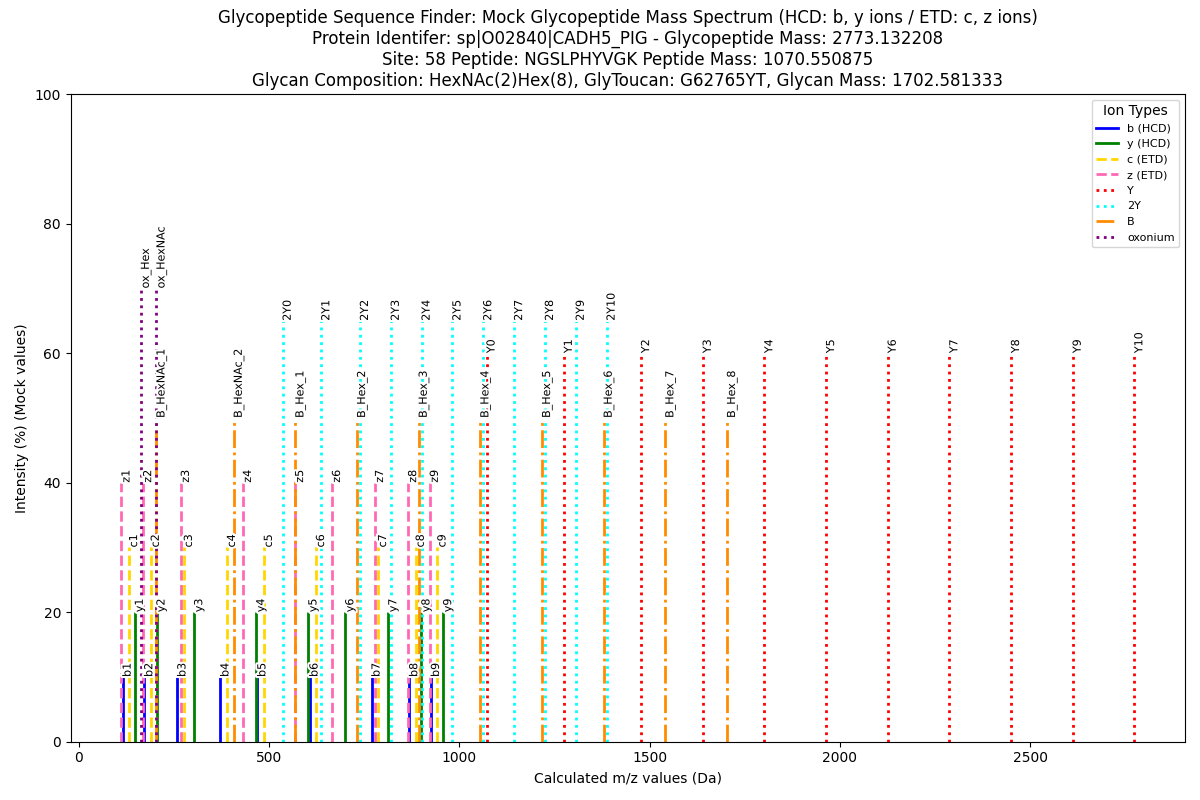 Glycopeptide Sequence Finder: Mock Glycopeptide Mass Spectrum (HCD: b, y ions / ETD: c, z ions)
Protein Identifer: sp|O02840|CADH5_PIG - Glycopeptide Mass: 2773.132208
Site: 58 Peptide: NGSLPHYVGK Peptide Mass: 1070.550875
Glycan Composition: HexNAc(2)Hex(8), GlyToucan: G62765YT, Glycan Mass: 1702.581333
Intensity (%) (Mock values)
100
80
60
40
20
0
Ion Types
b (HCD)
y (HCD)
c (ETD)
z (ETD)
Y
2Y
B
oxonium
ox_Hex
ox_HexNAc
2Y0
2Y1
2Y2
2Y3
2Y4
2Y5
2Y6
2Y7
2Y8
2Y9
2Y10
Y0
Y1
Y2
Y3
Y4
Y5
Y6
Y7
Y8
Y9
Y10
B_HexNAc_1
B_HexNAc_2
B_Hex_1
B_Hex_2
B_Hex_3
B_Hex_4
B_Hex_5
B_Hex_6
B_Hex_7
B_Hex_8
z1
z2
z3
z4
z5
z6
z7
z8
z9
c1
c2
c3
c4
c5
c6
c7
c8
c9
y1
y2
y3
y4
y5
y6
y7
y8
y9
b1
b2
b3
b4
b5
b6
b7
b8
b9
0
500
1000
1500
2000
2500
Calculated m/z values (Da)